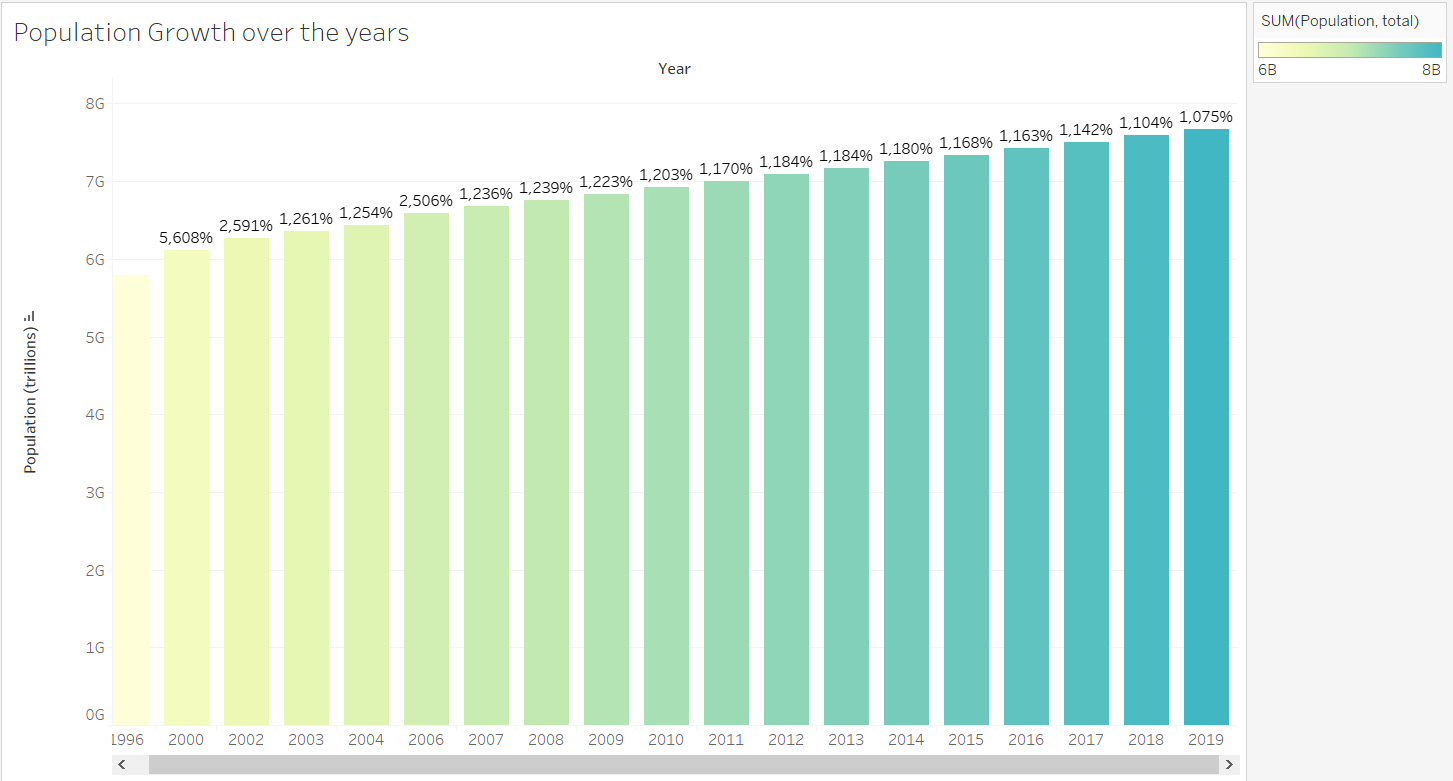 Population Growth over the years
SUM(Population, total)
6B 8B
Year
Population (trillions)
8G
7G
6G
5G
4G
3G
2G
1G
0G
5,608% 2,591% 1,261% 1,254% 2,506% 1,236% 1,239% 1,223% 1,203% 1,170% 1,184% 1,184% 1,180% 1,168% 1,163% 1,142% 1,104% 1,075%
1996 2000 2002 2003 2004 2006 2007 2008 2009 2010 2011 2012 2013 2014 2015 2016 2017 2018 2019